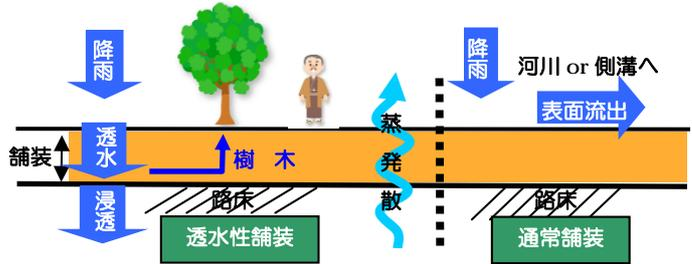 降雨
降雨
河川 or 側溝へ
表面流出
舗装
透水
樹 木
蒸発散
浸透
路床
路床
透水性舗装
通常舗装